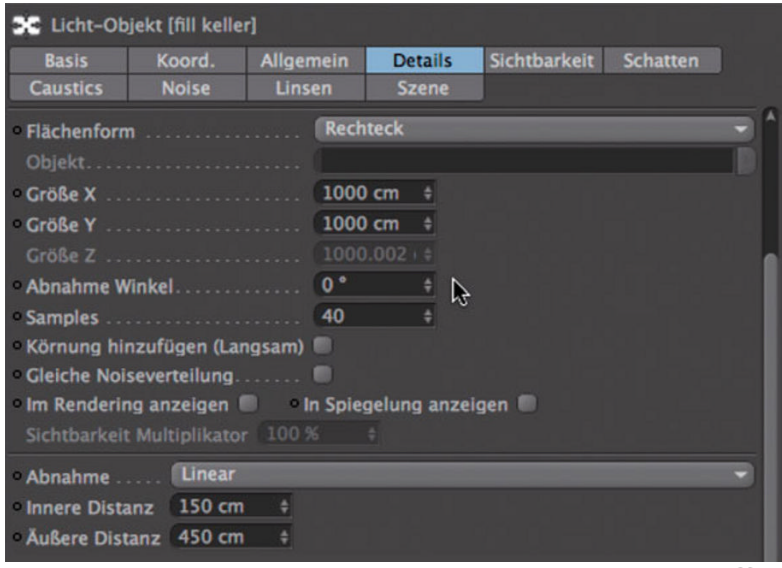 Licht-Objekt [fill keller]
Basis Koord. Allgemein Details Sichtbarkeit Schatten
Caustics Noise Linsen Szene
Flächenform . . . . . . . . . . . . . . . . Rechteck
Objekt. . . . . . . . . . . . . . . . . . . . .
Größe X . . . . . . . . . . . . . . . . . . . 1000 cm
Größe Y . . . . . . . . . . . . . . . . . . . 1000 cm
Größe Z . . . . . . . . . . . . . . . . . . . 1000.002
Abnahme Winkel. . . . . . . . . . . . 0 °
Samples . . . . . . . . . . . . . . . . . . . 40
Körnung hinzufügen (Langsam)
Gleiche Noiseverteilung. . . . . . .
Im Rendering anzeigen In Spiegelung anzeigen
Sichtbarkeit Multiplikator 100 %
Abnahme . . . . . Linear
Innere Distanz 150 cm
Äußere Distanz 450 cm